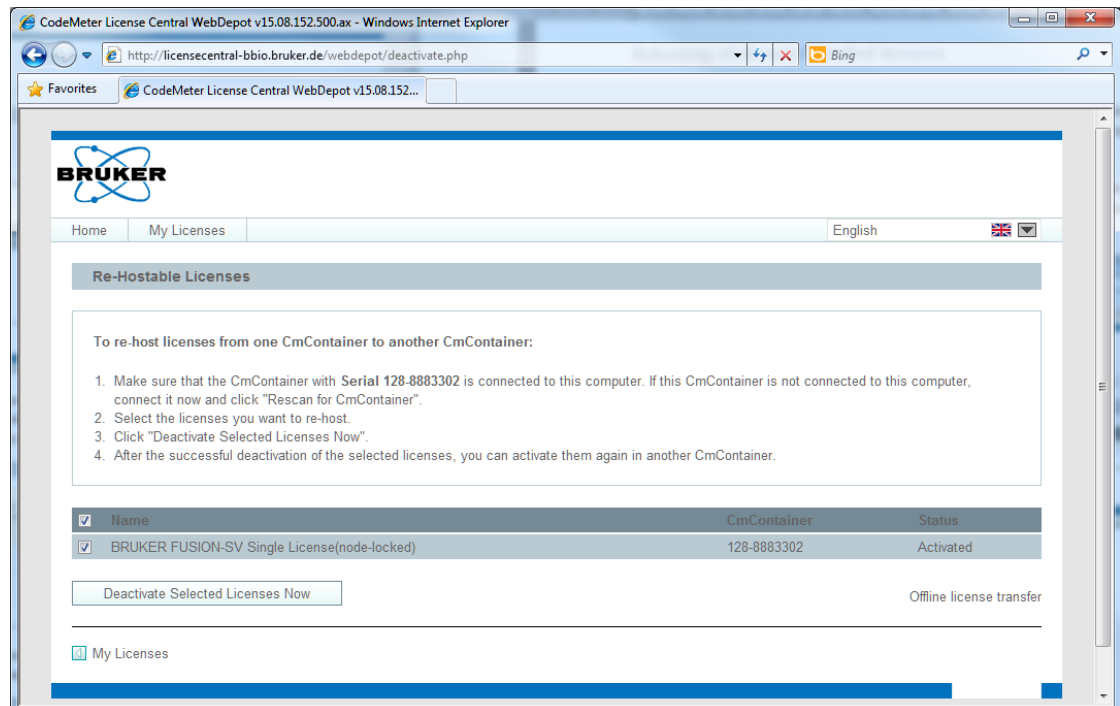 CodeMeter License Central WebDepot v15.08.152.500.ax - Windows Internet Explorer
http://licensecentral-bbio.bruker.de/webdepot/deactivate.php
Bing
Favorites
CodeMeter License Central WebDepot v15.08.152...
BRUKER
Home
My Licenses
English
Re-Hostable Licenses
To re-host licenses from one CmContainer to another CmContainer:
1. Make sure that the CmContainer with Serial 128-8883302 is connected to this computer. If this CmContainer is not connected to this computer,
connect it now and click "Rescan for CmContainer".
2. Select the licenses you want to re-host.
3. Click "Deactivate Selected Licenses Now".
4. After the successful deactivation of the selected licenses, you can activate them again in another CmContainer.
Name CmContainer Status
BRUKER FUSION-SV Single License(node-locked) 128-8883302 Activated
Deactivate Selected Licenses Now
Offline license transfer
My Licenses